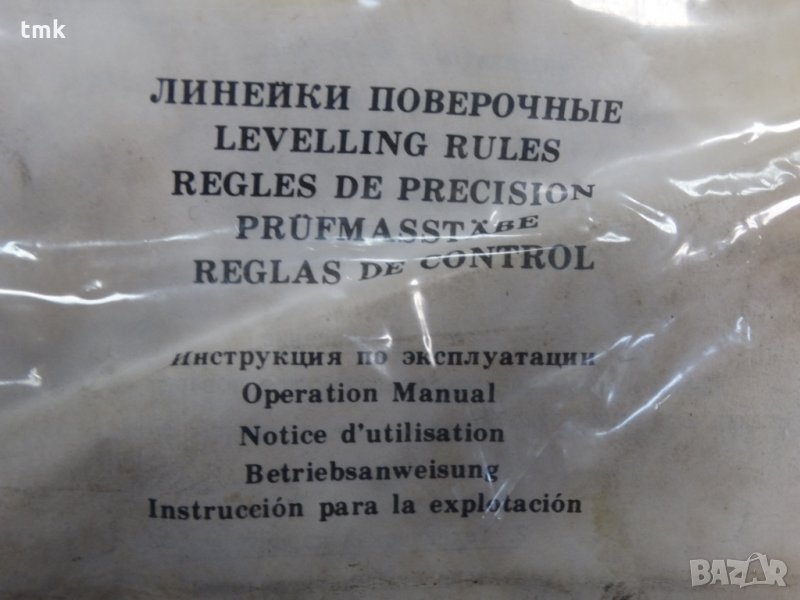 tmk
ЛИНЕЙКИ ПОВЕРОЧНЫЕ
LEVELLING RULES
REGLES DE PRECISION
PRÜFMASSTÄBE
REGLAS DE CONTROL
Инструкция по эксплуатации
Operation Manual
Notice d'utilisation
Betriebsanweisung
Instrucción para la explotación
BAZAR